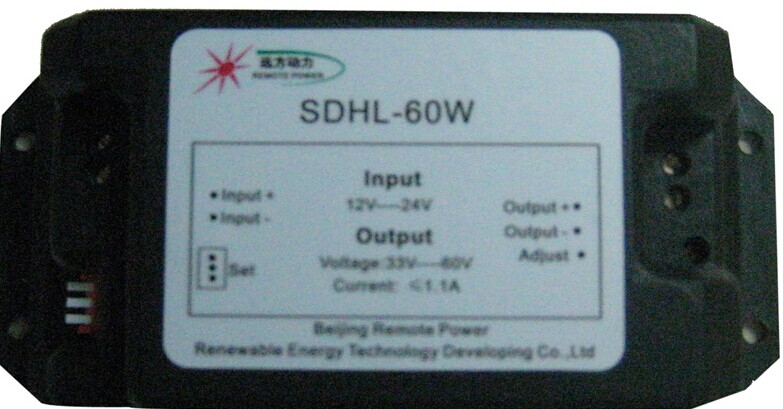 远方动力
REMOTE POWER
SDHL-60W
Input
12V----24V
Input +
Input -
Output
Voltage:33V----60V
Current: ≤1.1A
Set
Output +
Output -
Adjust
Beijing Remote Power
Renewable Energy Technology Developing Co.,Ltd